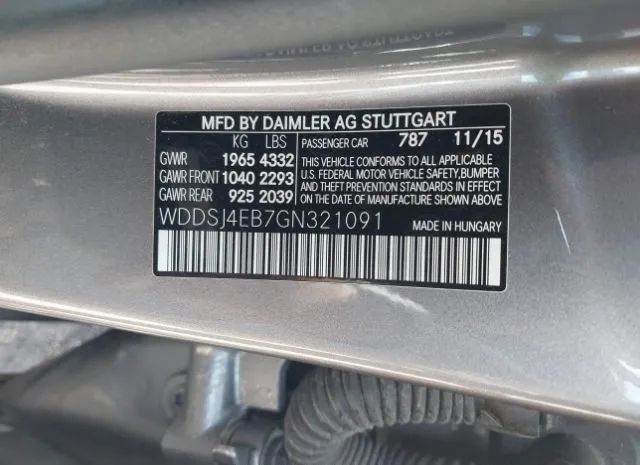 MFD BY DAIMLER AG STUTTGART
KG LBS PASSENGER CAR 787 11/15
GWR 1965 4332 THIS VEHICLE CONFORMS TO ALL APPLICABLE
GAWR FRONT 1040 2293 U.S. FEDERAL MOTOR VEHICLE SAFETY, BUMPER
GAWR REAR 925 2039 AND THEFT PREVENTION STANDARDS IN EFFECT
ON THE DATE OF MANUFACTURE SHOWN ABOVE.
WDDSJ4EB7GN321091 MADE IN HUNGARY